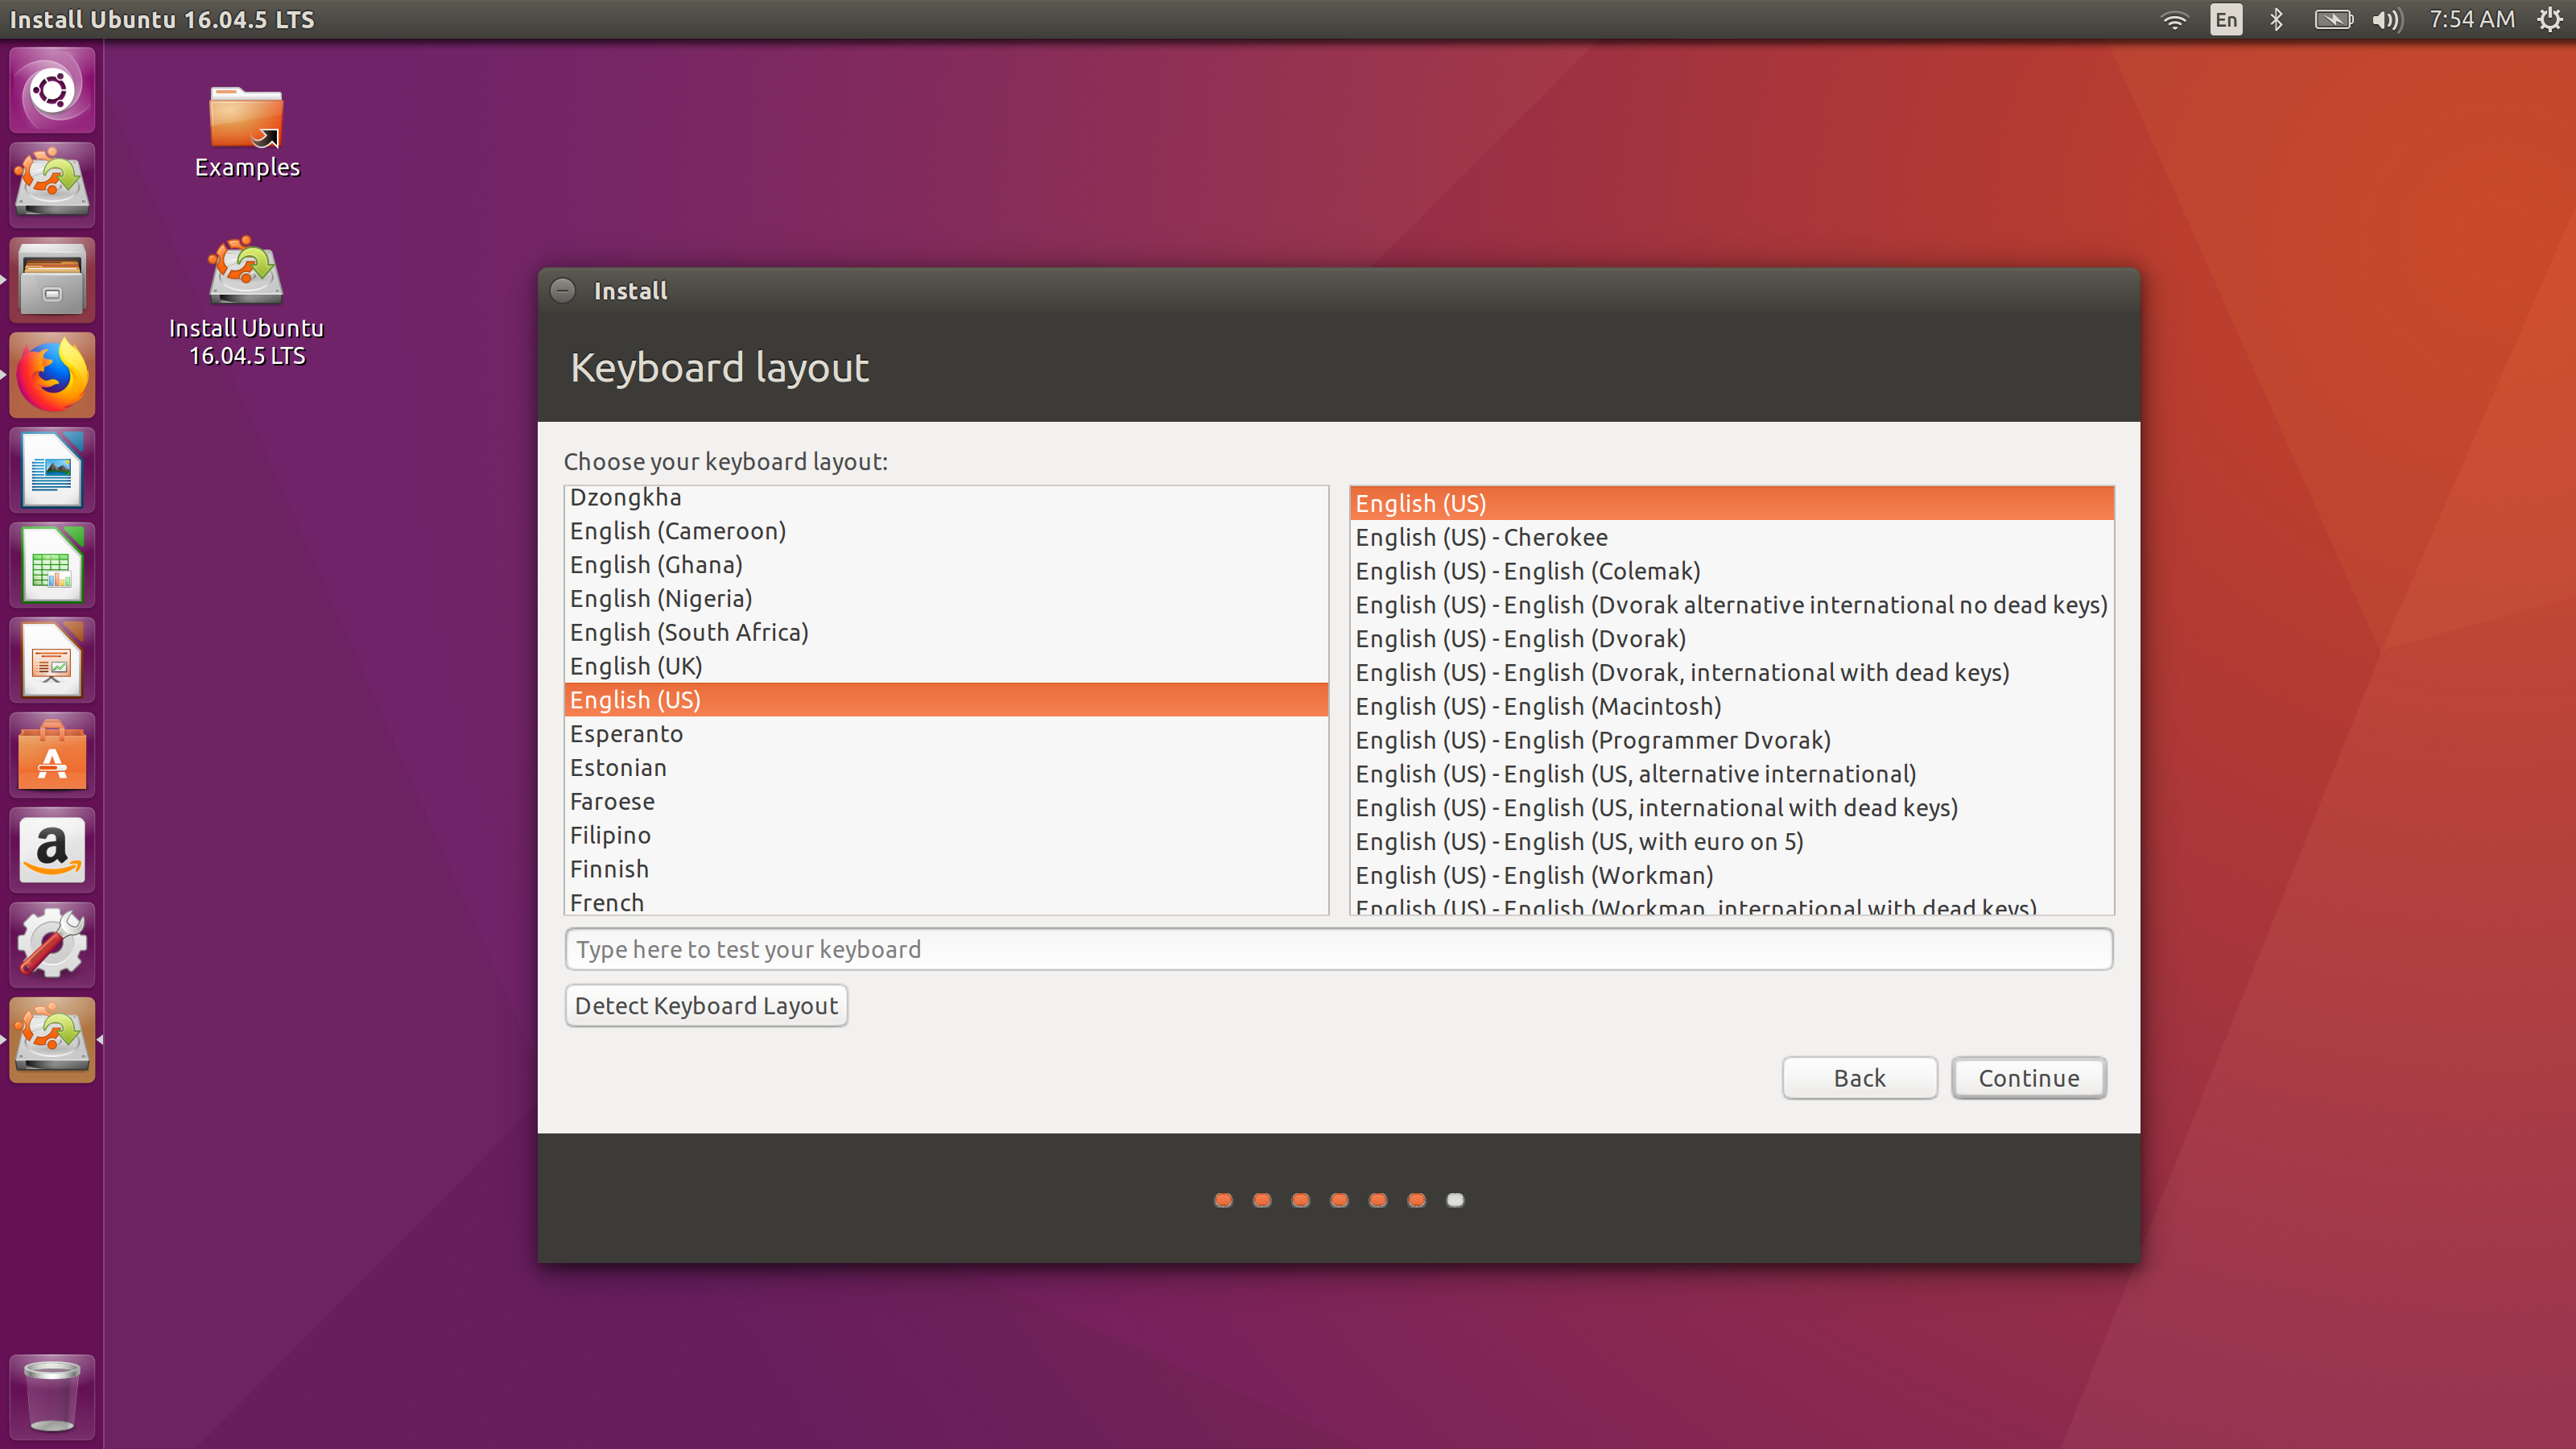 Install Ubuntu 16.04.5 LTS
En
7:54 AM
Examples
Install Ubuntu
16.04.5 LTS
Install
Keyboard layout
Choose your keyboard layout:
Dzongkha
English (Cameroon)
English (Ghana)
English (Nigeria)
English (South Africa)
English (UK)
English (US)
Esperanto
Estonian
Faroese
Filipino
Finnish
French
English (US)
English (US) - Cherokee
English (US) - English (Colemak)
English (US) - English (Dvorak alternative international no dead keys)
English (US) - English (Dvorak)
English (US) - English (Dvorak, international with dead keys)
English (US) - English (Macintosh)
English (US) - English (Programmer Dvorak)
English (US) - English (US, alternative international)
English (US) - English (US, international with dead keys)
English (US) - English (US, with euro on 5)
English (US) - English (Workman)
English (US) - English (Workman, international with dead keys)
Type here to test your keyboard
Detect Keyboard Layout
Back
Continue